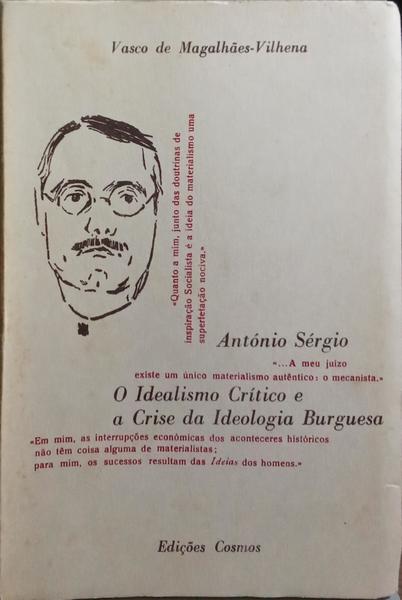 Vasco de Magalhães-Vilhena
«Quanto a mim, junto das doutrinas de
inspiração Socialista é a ideia do materialismo uma
superfetação nociva.»
António Sérgio
«...A meu juízo
existe um único materialismo autêntico: o mecanista.»
O Idealismo Crítico e
a Crise da Ideologia Burguesa
«Em mim, as interrupções económicas dos aconteceres históricos
não têm coisa alguma de materialistas;
para mim, os sucessos resultam das Ideias dos homens.»
Edições Cosmos